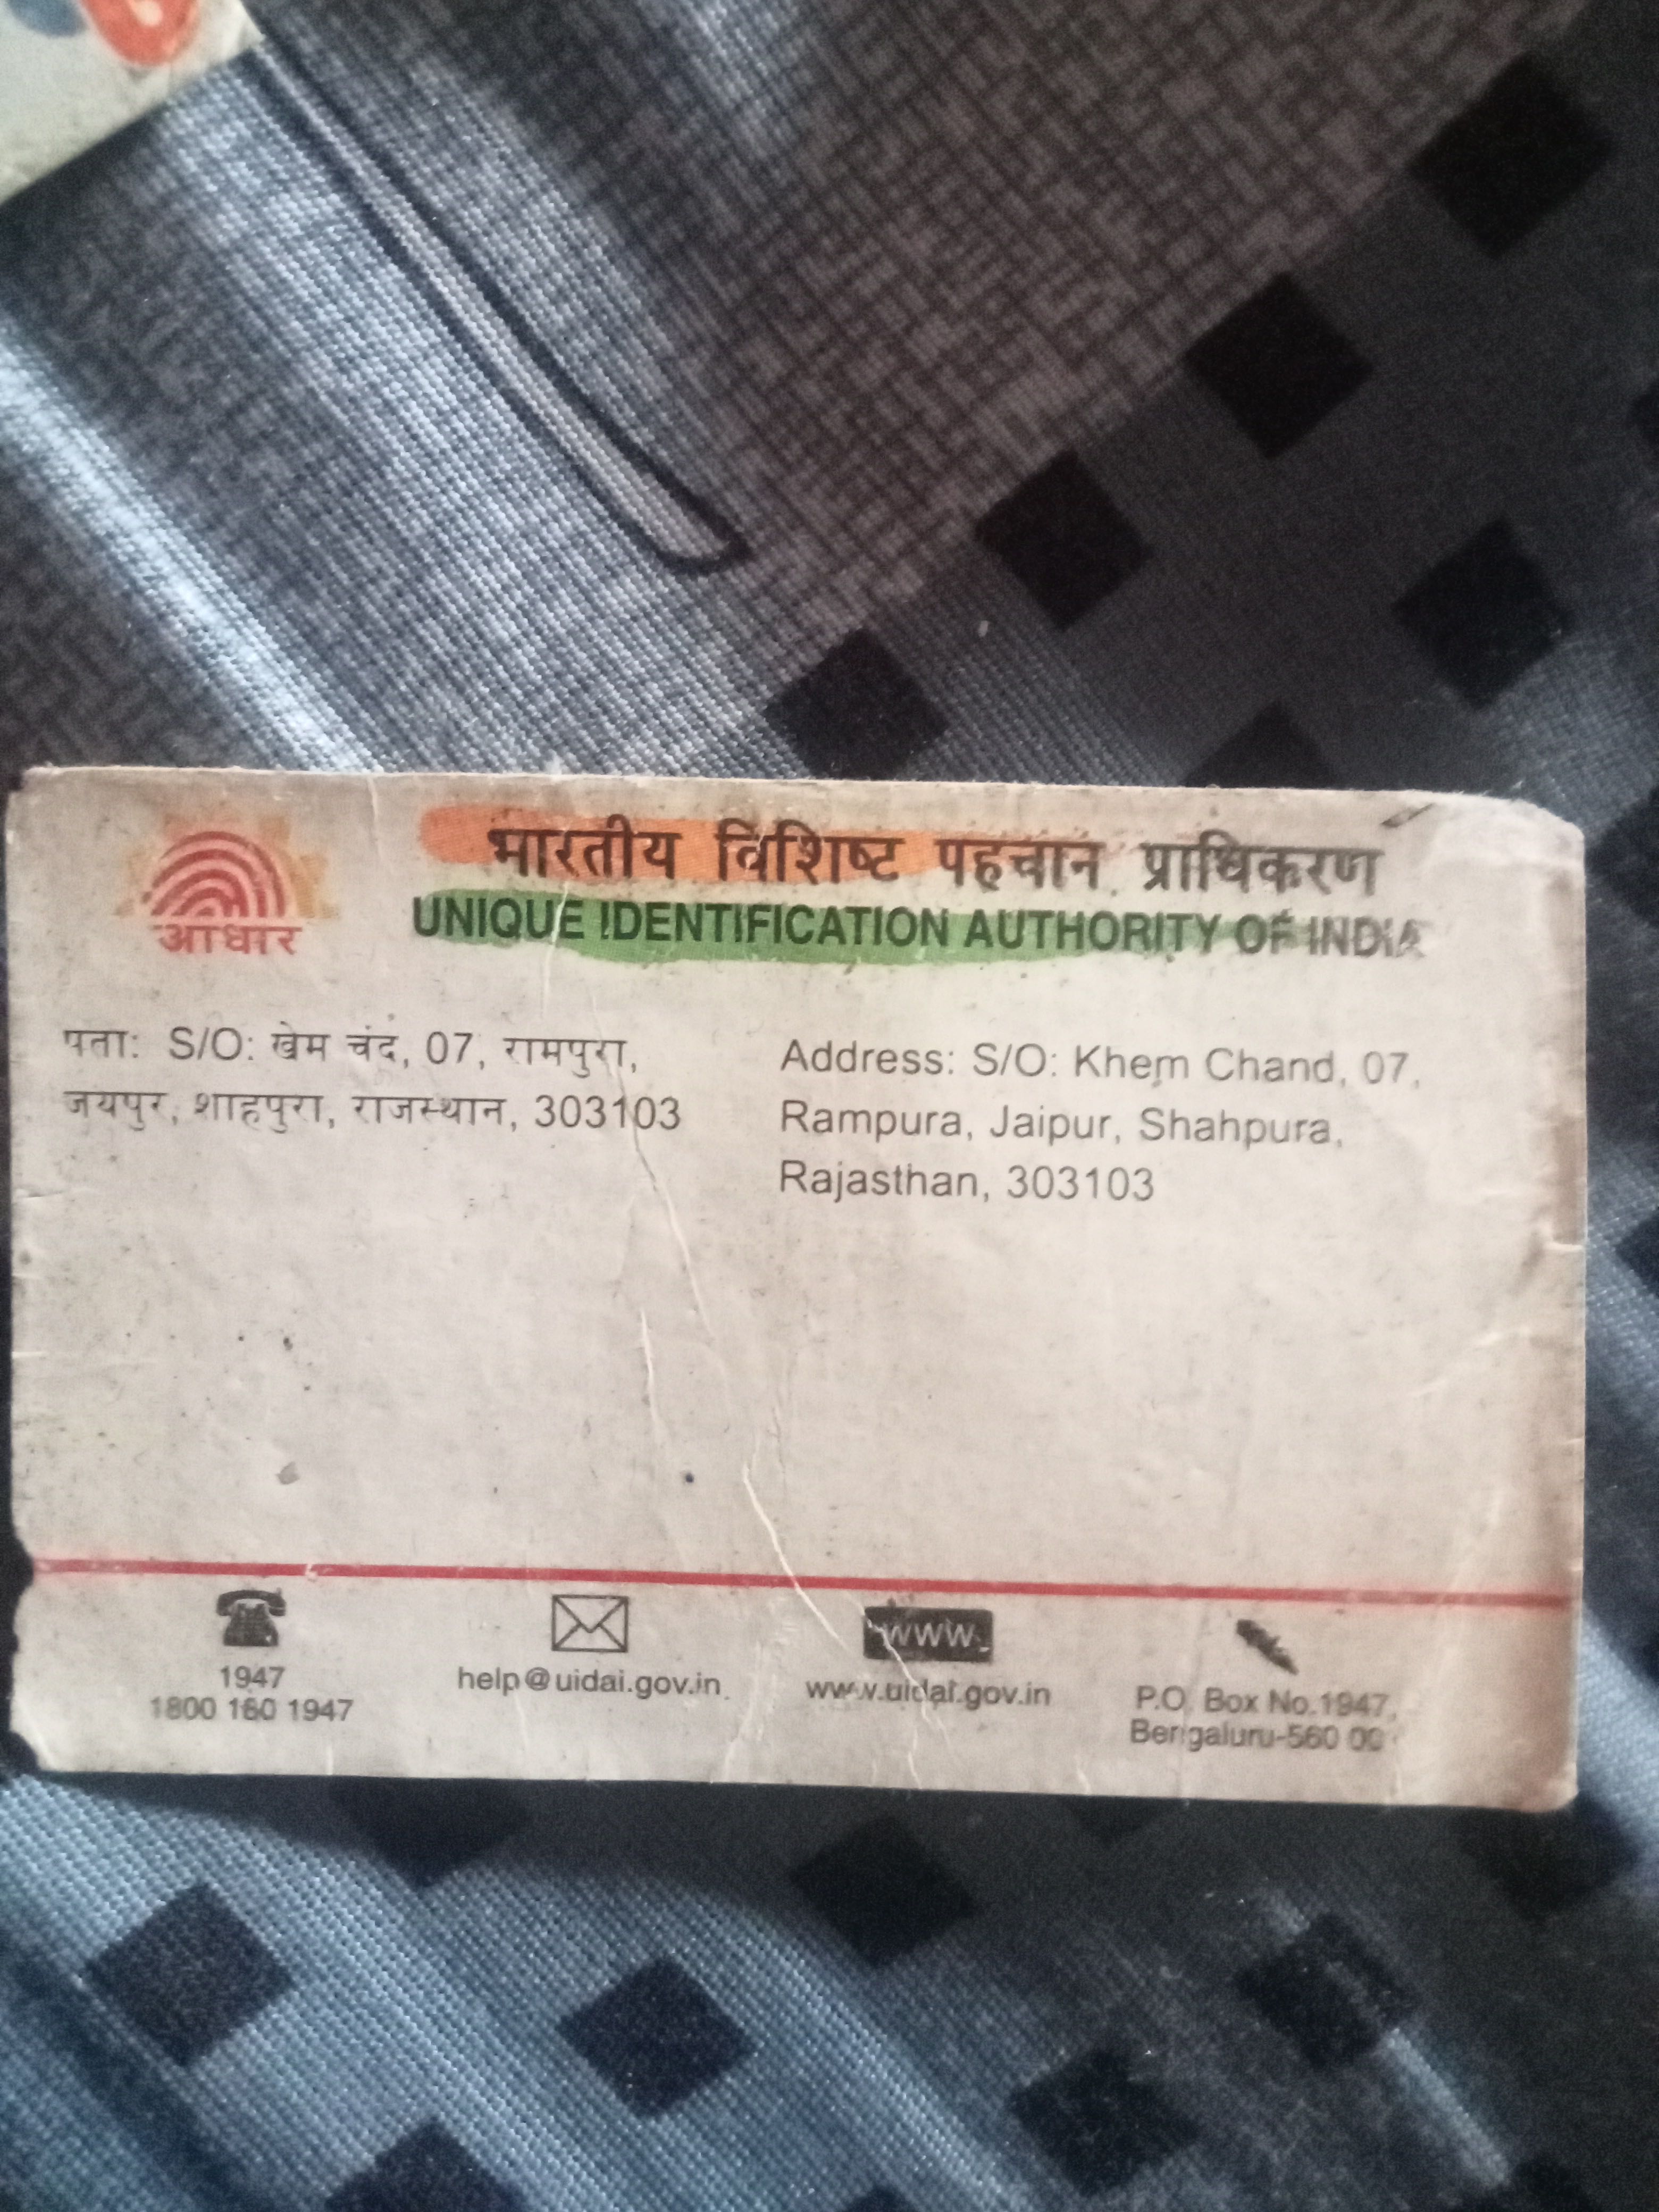 आधार
भारतीय विशिष्ट पहचान प्राधिकरण
UNIQUE IDENTIFICATION AUTHORITY OF INDIA
पता: S/O: खेम चंद, 07, रामपुरा,
जयपुर, शाहपुरा, राजस्थान, 303103
Address: S/O: Khem Chand, 07,
Rampura, Jaipur, Shahpura,
Rajasthan, 303103
1947
1800 180 1947
help@uidai.gov.in
WWW.
www.uidai.gov.in
P.O. Box No.1947,
Bengaluru-560 00